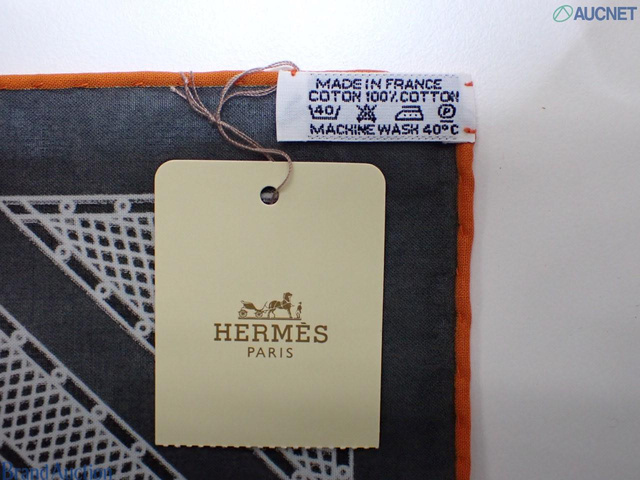 AUCNET
MADE IN FRANCE
COTON 100% COTTON
40 P
MACHINE WASH 40°C
HERMÈS
PARIS
Brand Auction